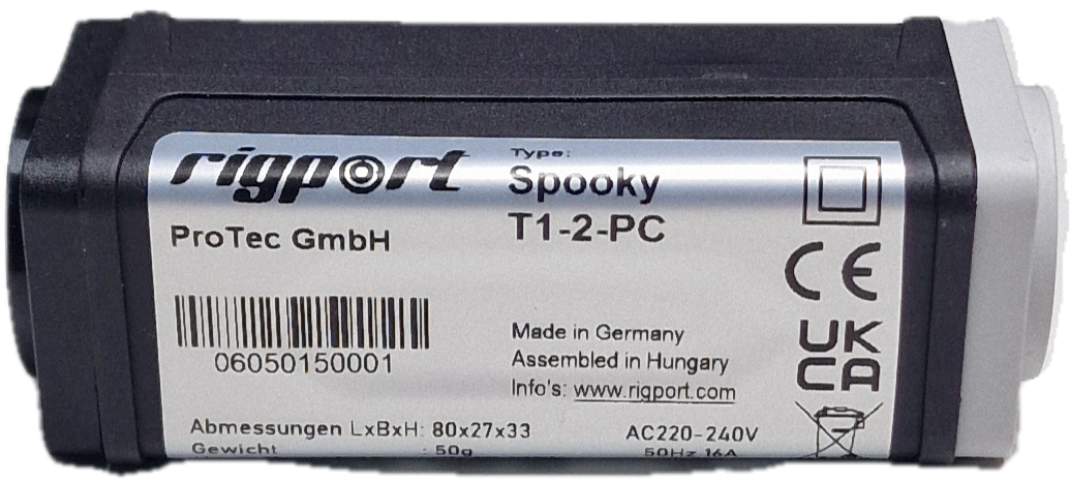 rigport
Type:
Spooky
T1-2-PC
ProTec GmbH
CE
UK
CA
06050150001
Made in Germany
Assembled in Hungary
Info's: www.rigport.com
Abmessungen LxBxH: 80x27x33
Gewicht : 50g
AC220-240V
50Hz 16A